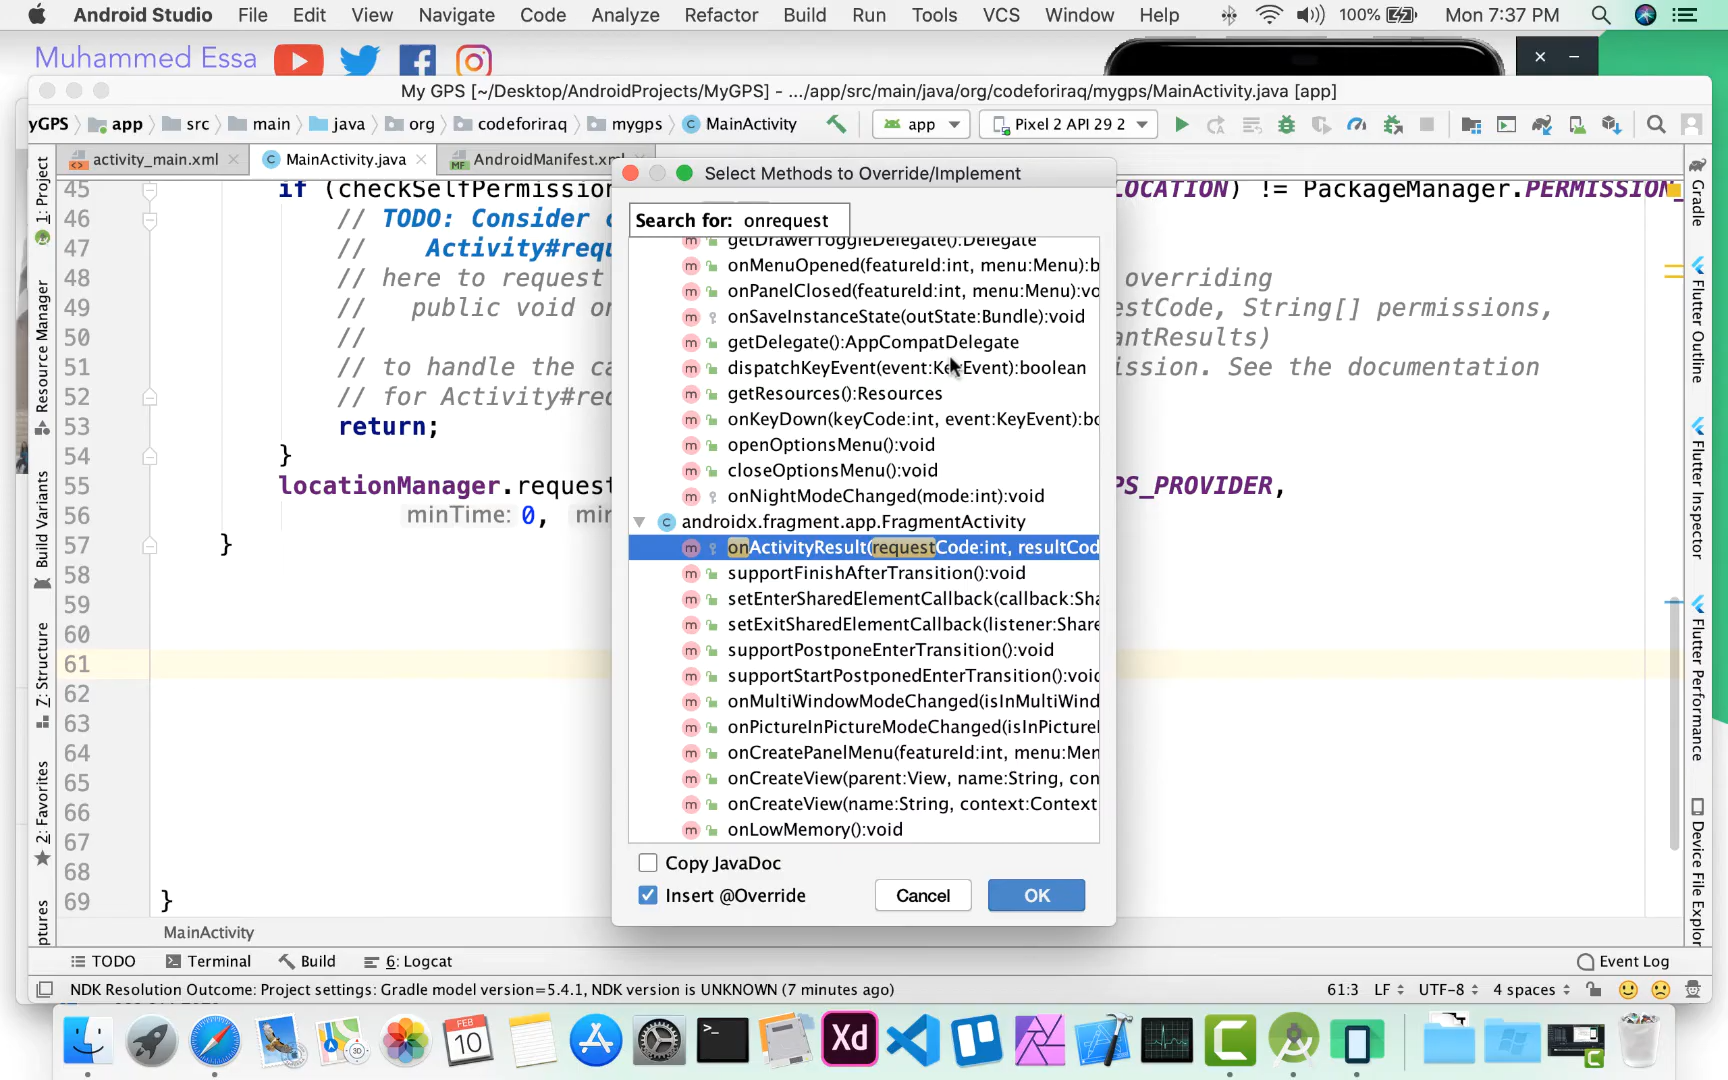 Android Studio File Edit View Navigate Code Analyze Refactor Build Run Tools VCS Window Help 100% Mon 7:37 PM
Muhammed Essa
My GPS [~/Desktop/AndroidProjects/MyGPS] - .../app/src/main/java/org/codeforiraq/mygps/MainActivity.java [app]
yGPS app src main java org codeforiraq mygps MainActivity app Pixel 2 API 29 2
activity_main.xml MainActivity.java AndroidManifest.xml
Select Methods to Override/Implement
Search for: onrequest
45 if (checkSelfPermission LOCATION) != PackageManager.PERMISSION_
46 // TODO: Consider c
47 // Activity#requ
48 // here to request overriding
49 // public void on estCode, String[] permissions,
50 // antResults)
51 // to handle the ca ission. See the documentation
52 // for Activity#req
53 return;
54 }
55 locationManager.request PS_PROVIDER,
56 minTime: 0, min
57 }
58
59
60
61
62
63
64
65
66
67
68
69 }
getDrawerToggleDelegate():Delegate
onMenuOpened(featureId:int, menu:Menu):b
onPanelClosed(featureId:int, menu:Menu):vo
onSaveInstanceState(outState:Bundle):void
getDelegate():AppCompatDelegate
dispatchKeyEvent(event:KeyEvent):boolean
getResources():Resources
onKeyDown(keyCode:int, event:KeyEvent):bo
openOptionsMenu():void
closeOptionsMenu():void
onNightModeChanged(mode:int):void
androidx.fragment.app.FragmentActivity
onActivityResult(requestCode:int, resultCod
supportFinishAfterTransition():void
setEnterSharedElementCallback(callback:Sha
setExitSharedElementCallback(listener:Share
supportPostponeEnterTransition():void
supportStartPostponedEnterTransition():void
onMultiWindowModeChanged(isInMultiWind
onPictureInPictureModeChanged(isInPictureI
onCreatePanelMenu(featureId:int, menu:Men
onCreateView(parent:View, name:String, con
onCreateView(name:String, context:Context
onLowMemory():void
Copy JavaDoc
Insert @Override Cancel OK
1: Project
Resource Manager
Build Variants
7: Structure
2: Favorites
ptures
Gradle
Flutter Outline
Flutter Inspector
Flutter Performance
Device File Explor
MainActivity
TODO Terminal Build 6: Logcat Event Log
NDK Resolution Outcome: Project settings: Gradle model version=5.4.1, NDK version is UNKNOWN (7 minutes ago) 61:3 LF UTF-8 4 spaces
FEB
10
Xd